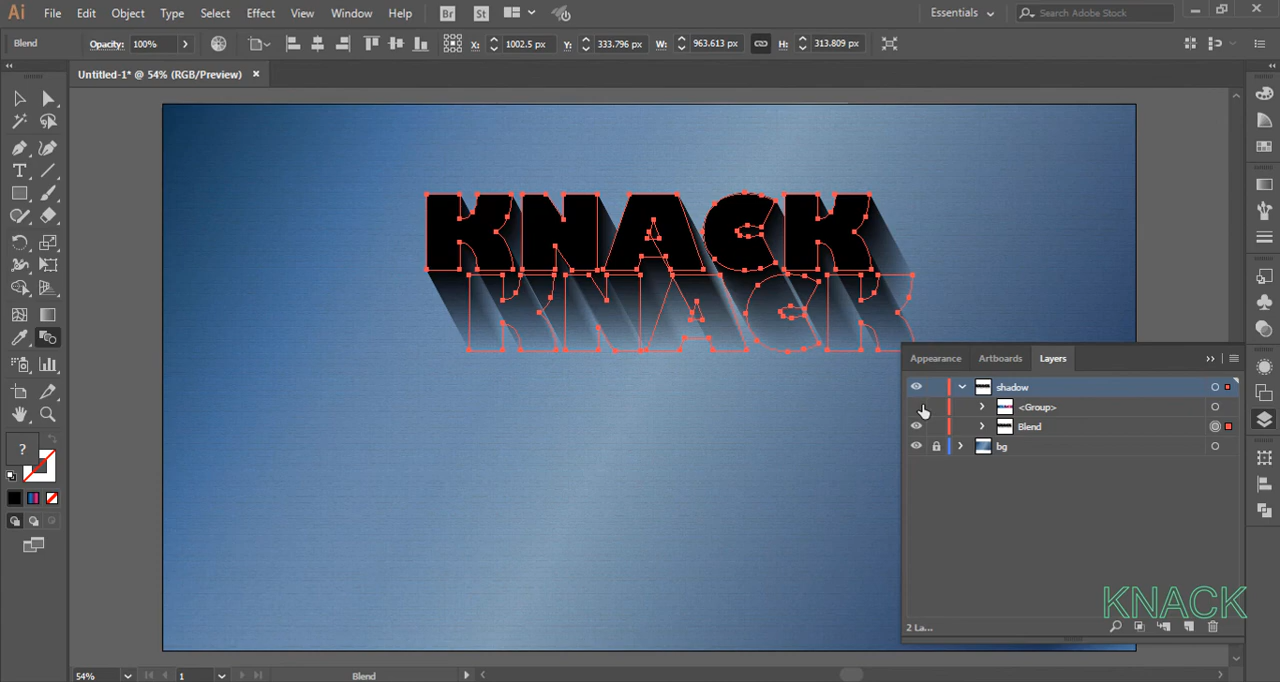 Ai File Edit Object Type Select Effect View Window Help Br St Essentials Search Adobe Stock
Blend Opacity: 100% X: 1002.5 px Y: 333.796 px W: 963.613 px H: 313.809 px
Untitled-1* @ 54% (RGB/Preview)
KNACK
KNACK
Appearance Artboards Layers
shadow
<Group>
Blend
bg
?
KNACK
2 La...
54% 1 Blend